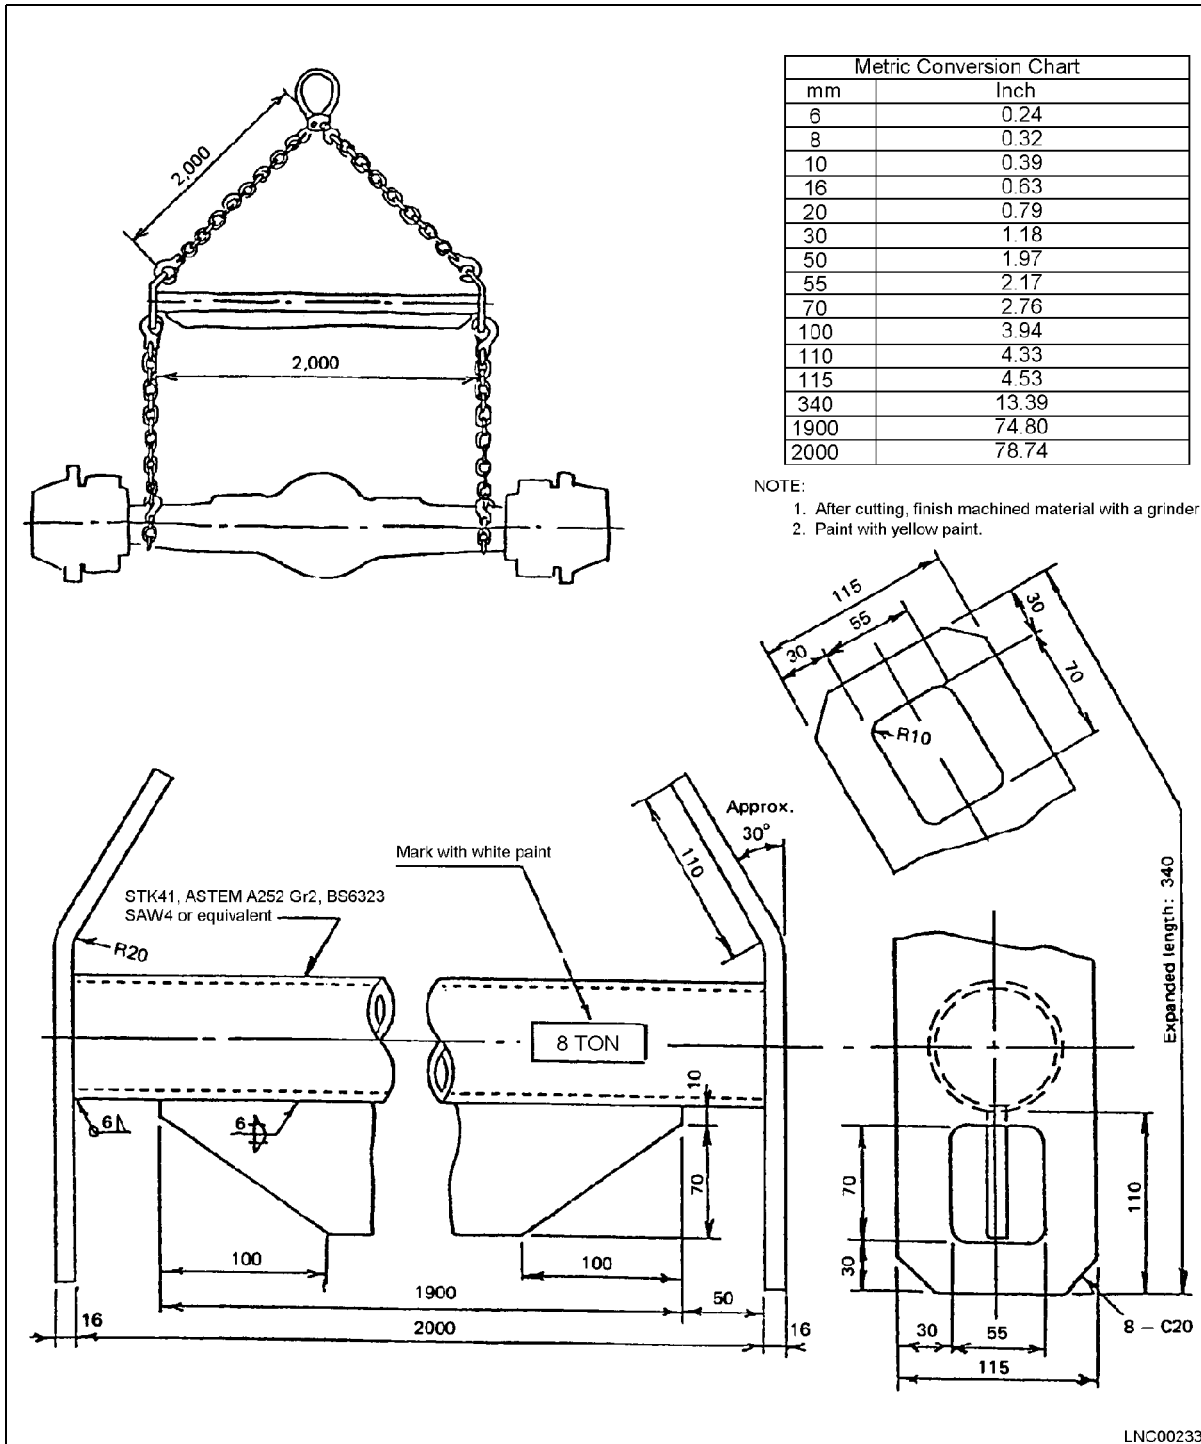 Metric Conversion Chart
mm Inch
6 0.24
8 0.32
10 0.39
16 0.63
20 0.79
30 1.18
50 1.97
55 2.17
70 2.76
100 3.94
110 4.33
115 4.53
340 13.39
1900 74.80
2000 78.74
2,000
2,000
NOTE:
1. After cutting, finish machined material with a grinder
2. Paint with yellow paint.
115
55
30
30
70
R10
Approx.
30°
110
Mark with white paint
STK41, ASTEM A252 Gr2, BS6323
SAW4 or equivalent
R20
Expanded length: 340
8 TON
10
6
6
70
70
110
30
100
100
1900
50
16
2000
16
30
55
8 – C20
115
LNC00233